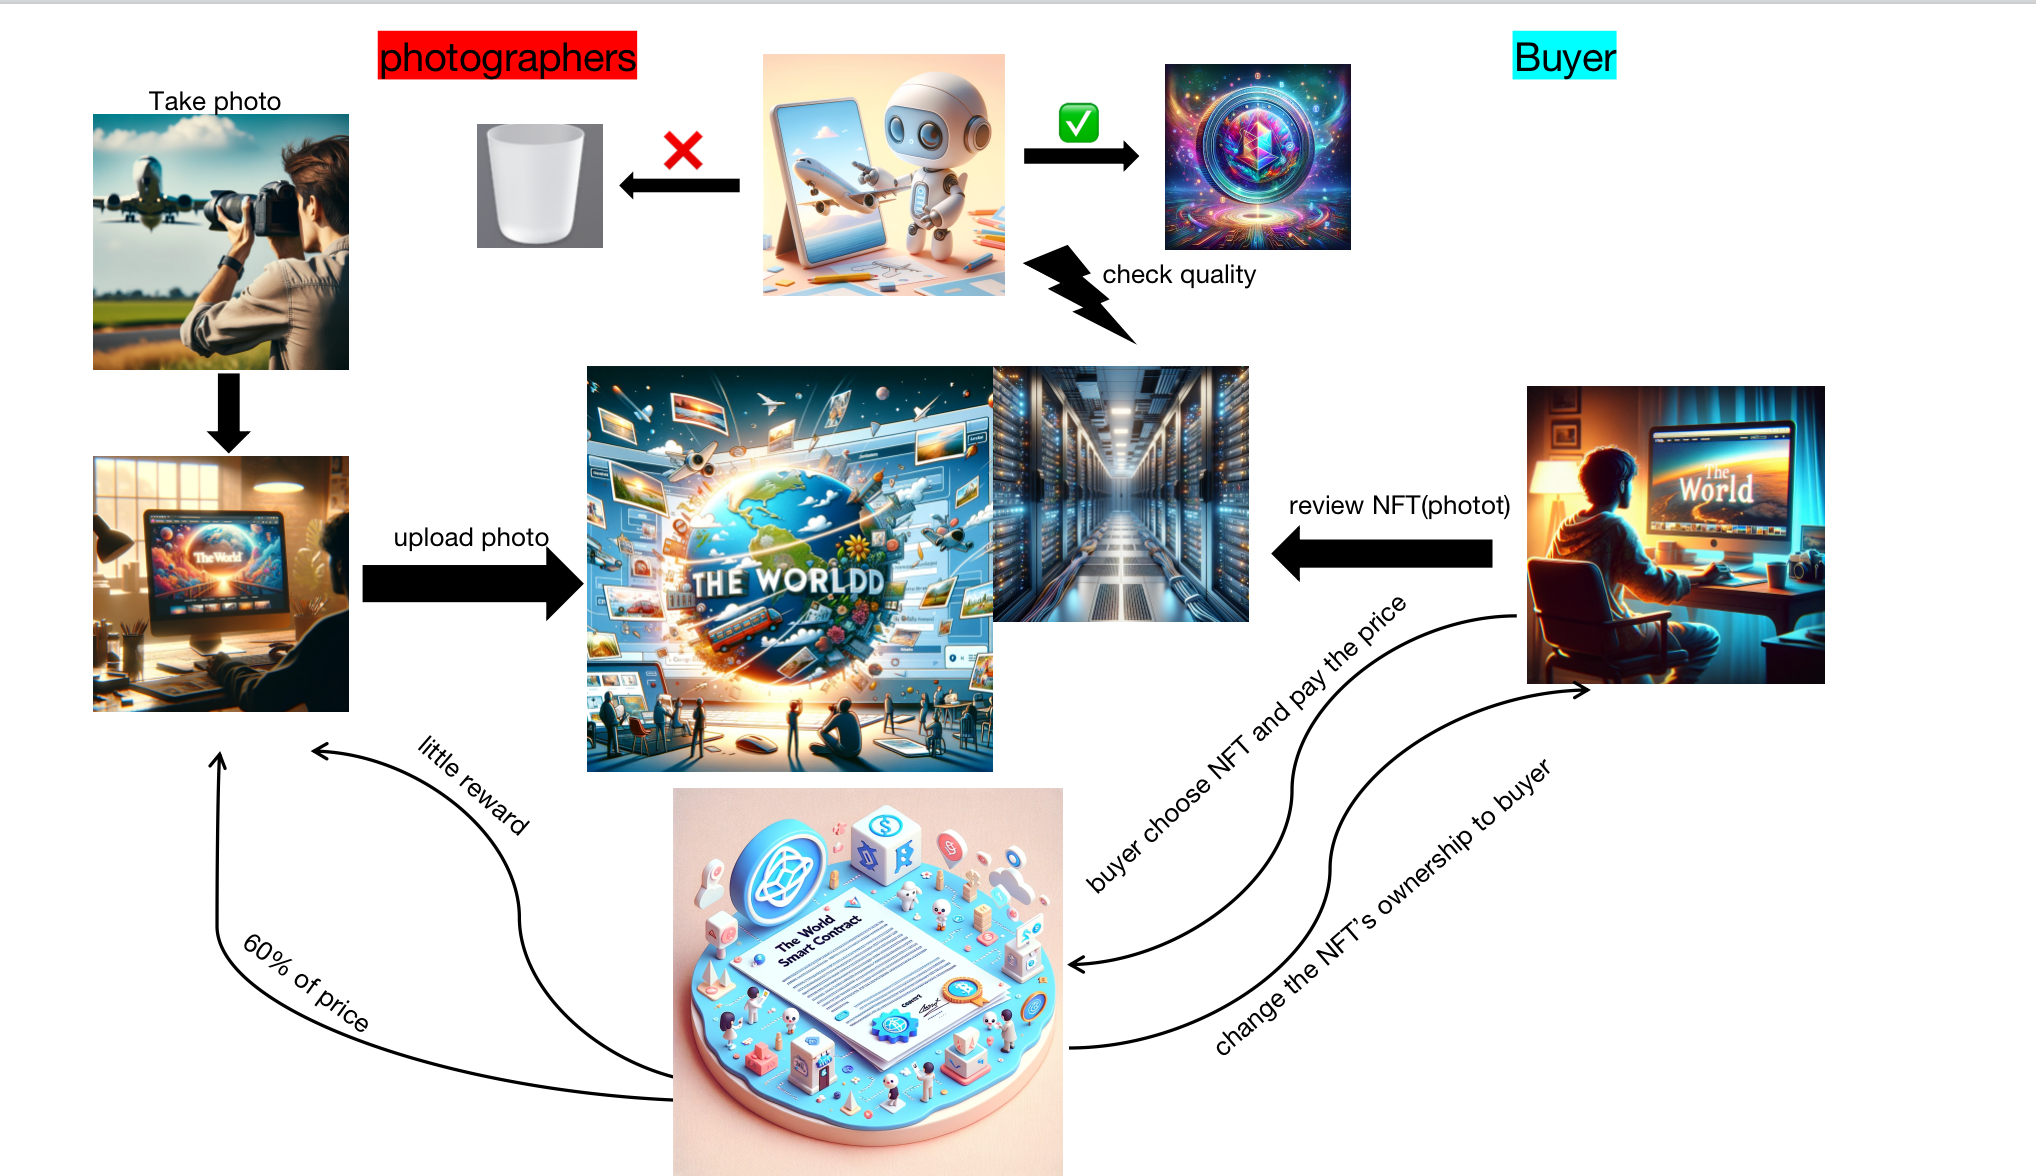 photographers
Buyer
Take photo
check quality
The World
upload photo
THE WORLDD
review NFT(photot)
The
World
buyer choose NFT and pay the price
change the NFT's ownership to buyer
little reward
60% of price
The World
Smart Contract